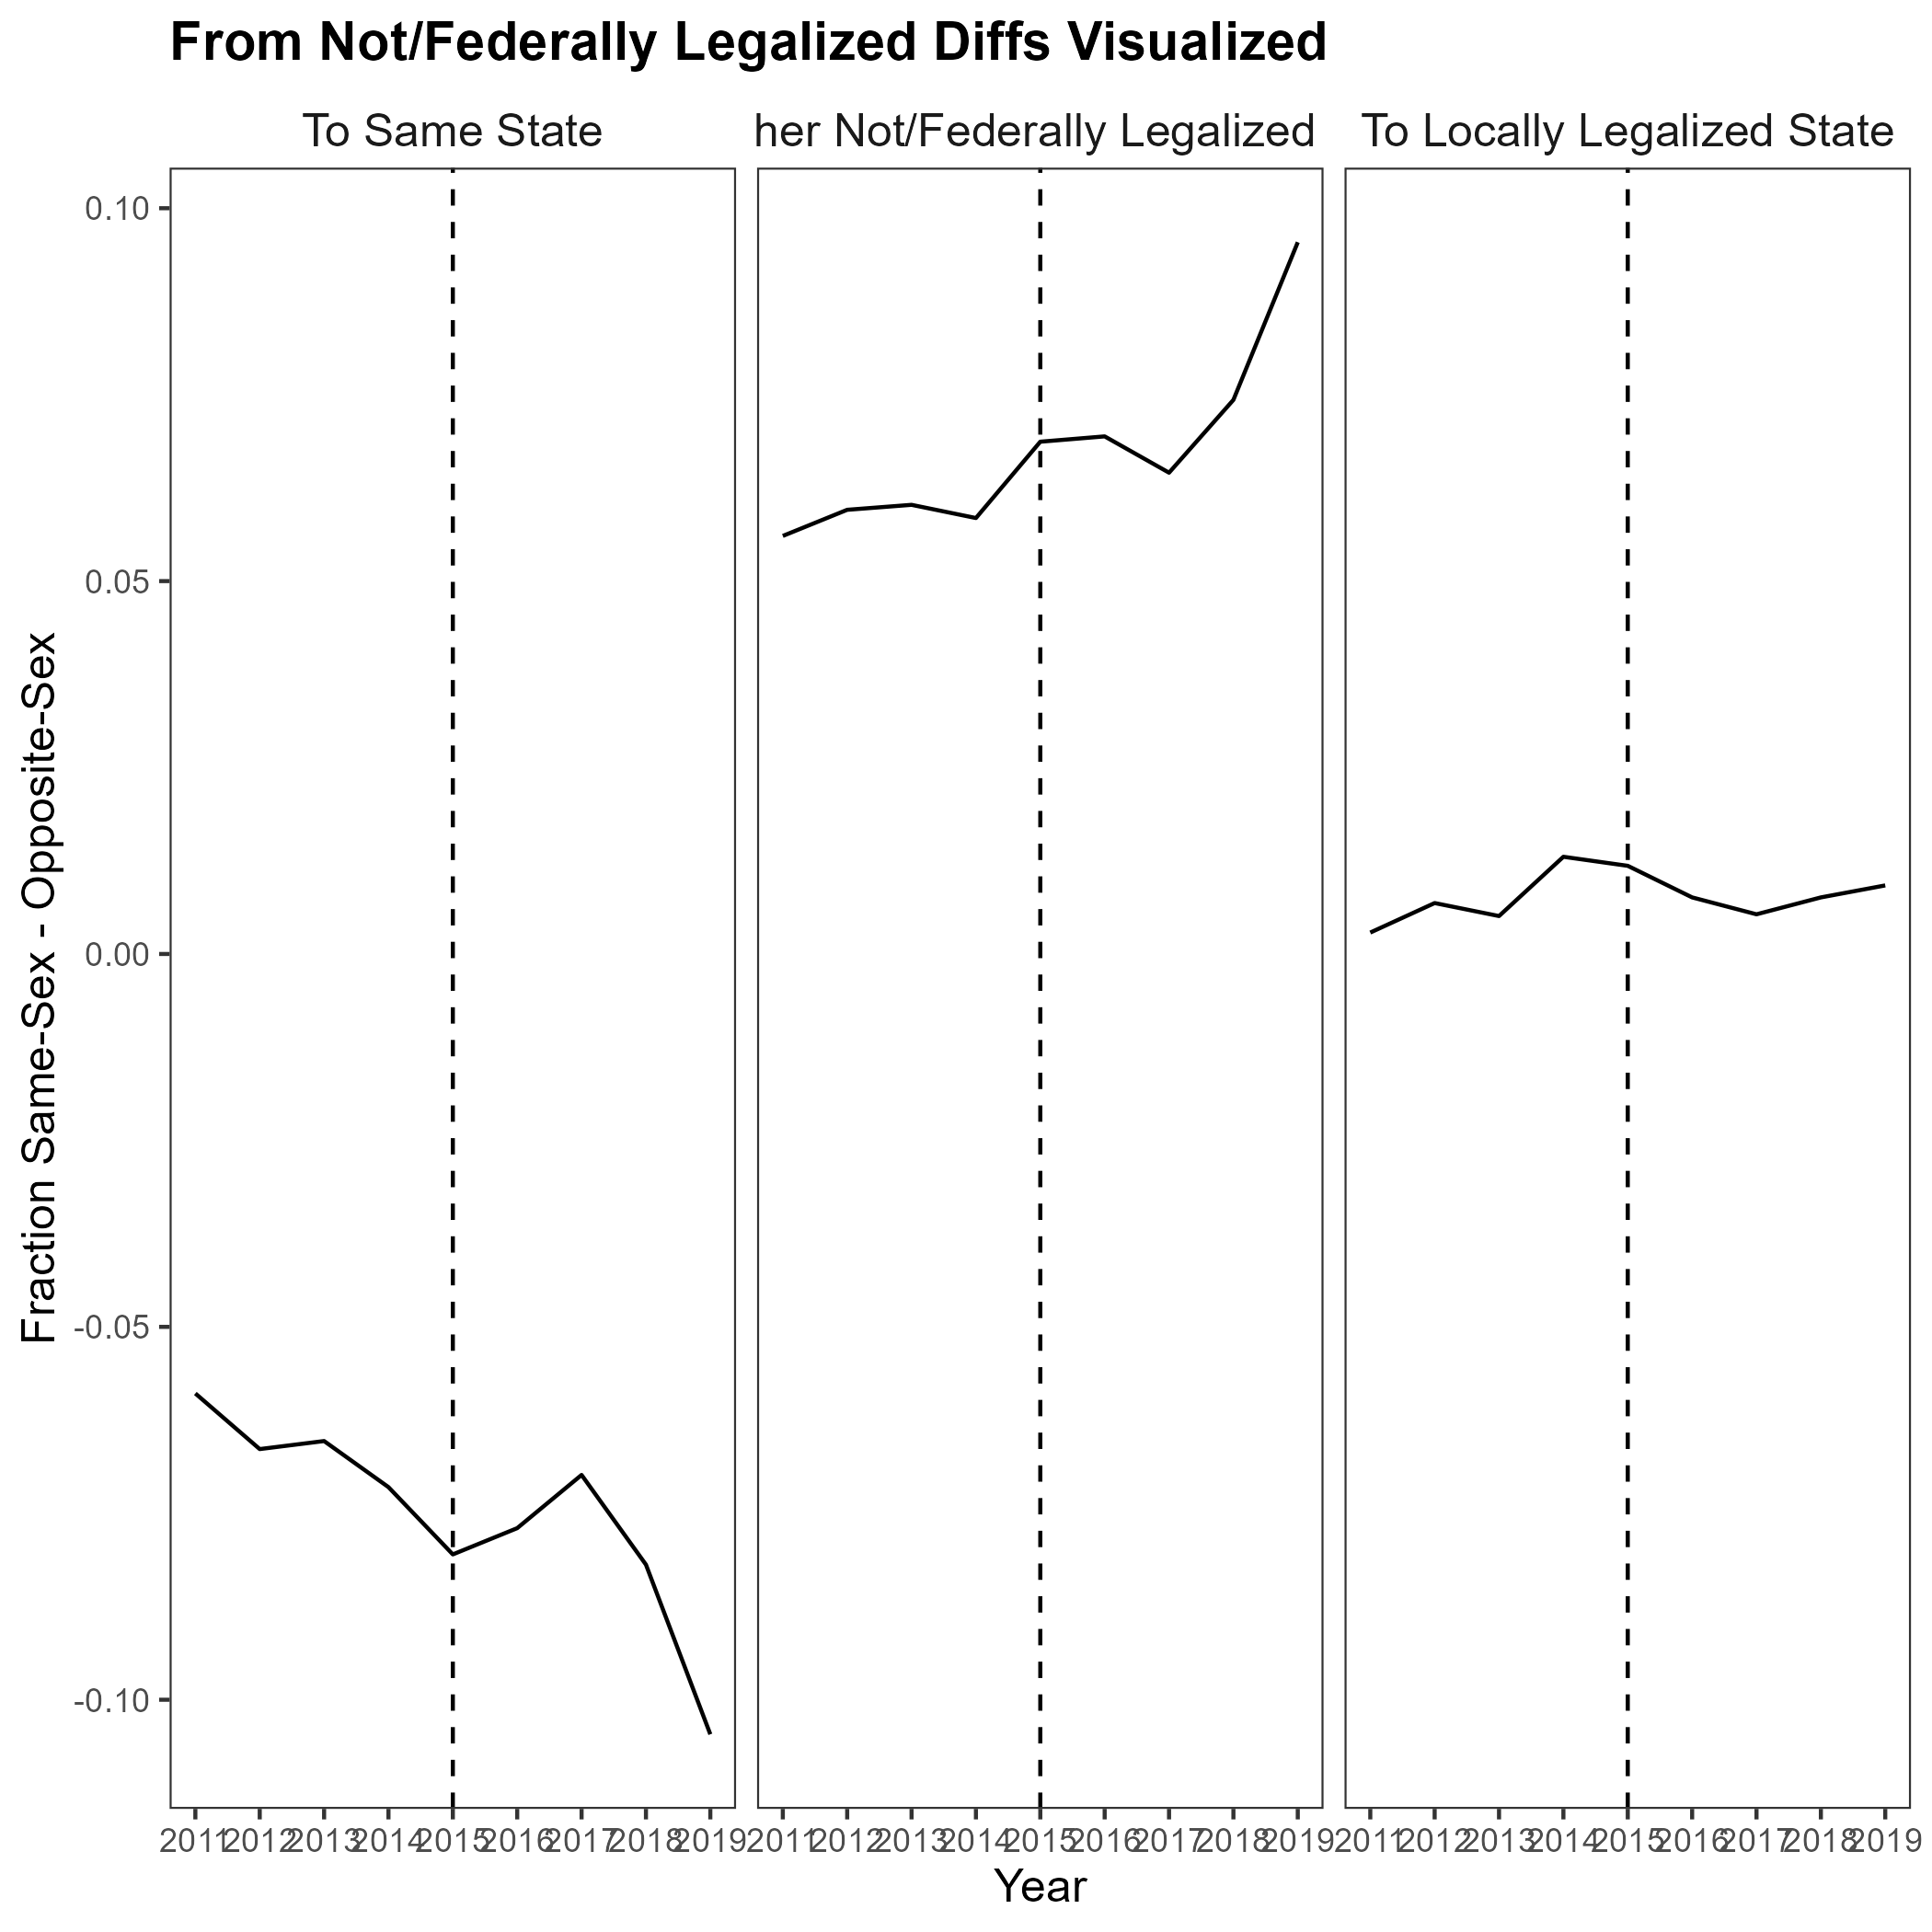 From Not/Federally Legalized Diffs Visualized
To Same State
her Not/Federally Legalized
To Locally Legalized State
Fraction Same-Sex - Opposite-Sex
0.10
0.05
0.00
-0.05
-0.10
2011 2012 2013 2014 2015 2016 2017 2018 2019
2011 2012 2013 2014 2015 2016 2017 2018 2019
2011 2012 2013 2014 2015 2016 2017 2018 2019
Year